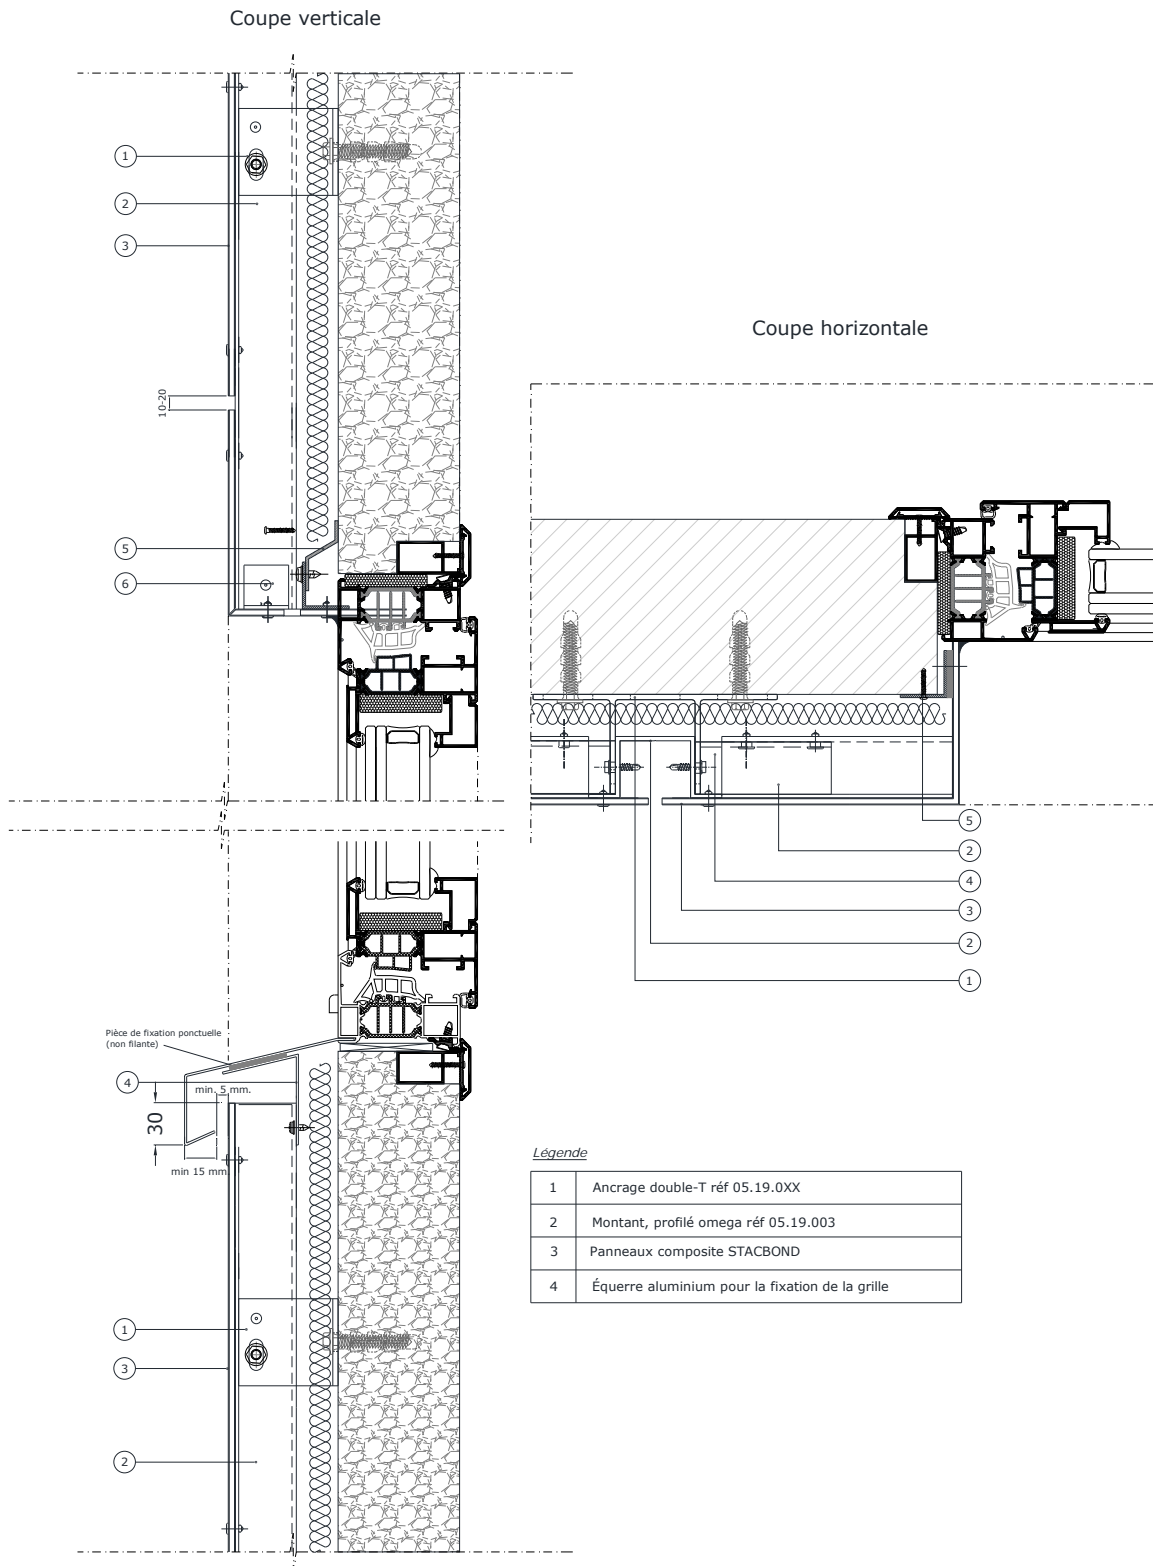 Coupe verticale
1
2
3
10-20
5
6
Coupe horizontale
5
2
4
3
2
1
Pièce de fixation ponctuelle
(non filante)
4
min. 5 mm.
30
min 15 mm
1
3
2
Légende
1 Ancrage double-T réf 05.19.0XX
2 Montant, profilé omega réf 05.19.003
3 Panneaux composite STACBOND
4 Équerre aluminium pour la fixation de la grille